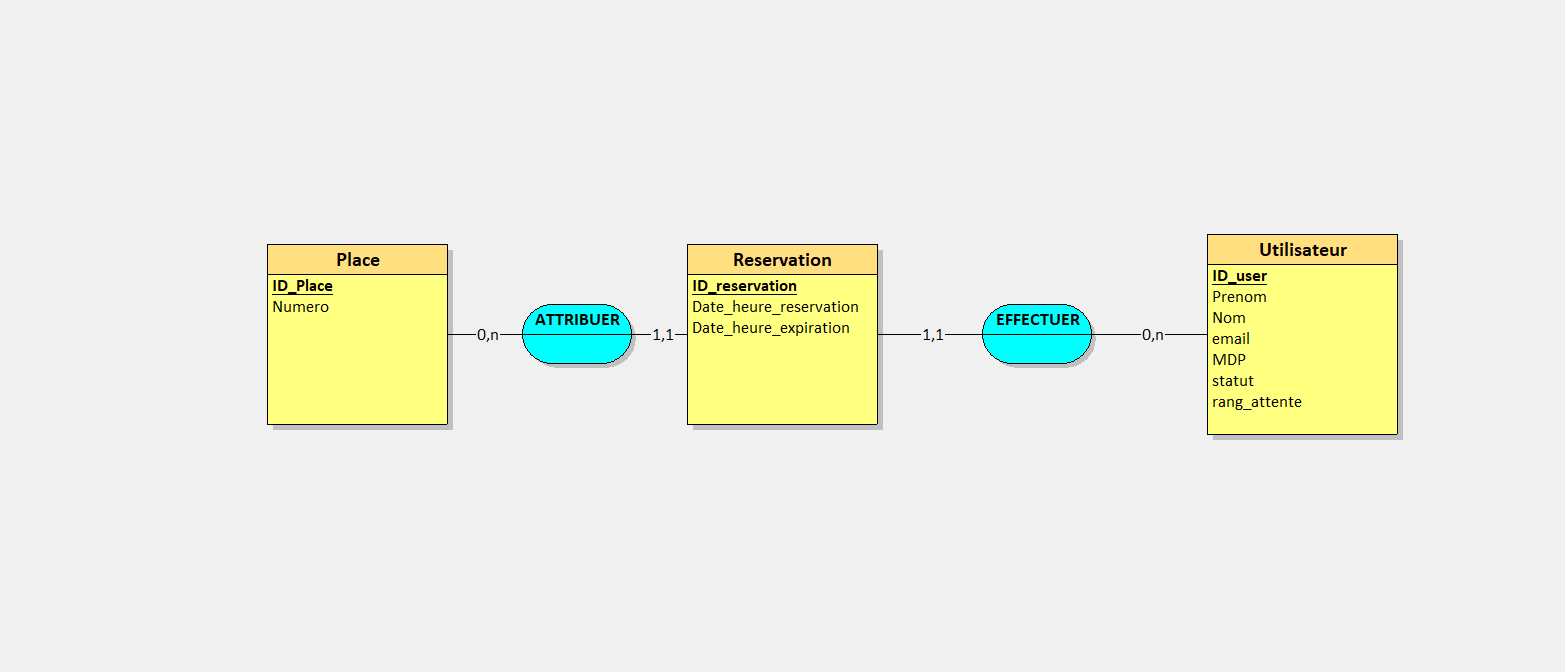 Place
ID_Place
Numero
0,n
ATTRIBUER
1,1
Reservation
ID_reservation
Date_heure_reservation
Date_heure_expiration
1,1
EFFECTUER
0,n
Utilisateur
ID_user
Prenom
Nom
email
MDP
statut
rang_attente